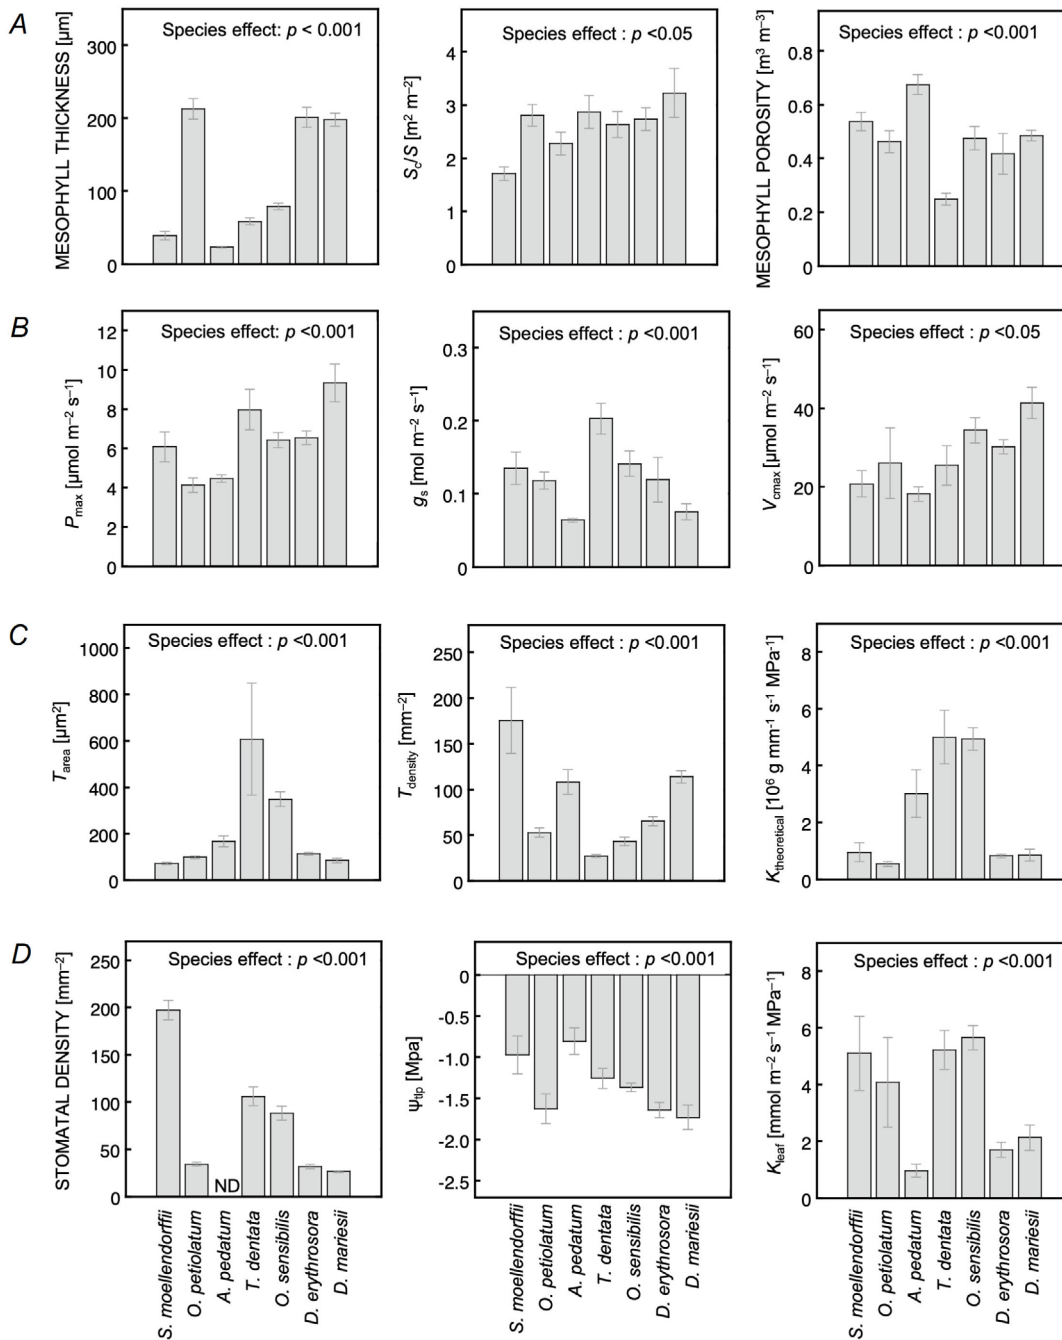 A
MESOPHYLL THICKNESS [µm]
300
200
100
0
Species effect: p < 0.001
Sc/S [m² m–²]
4
3
2
1
0
Species effect : p <0.05
MESOPHYLL POROSITY [m³ m–³]
0.8
0.6
0.4
0.2
0
Species effect : p <0.001
B
Pmax [µmol m–² s–¹]
12
10
8
6
4
2
0
Species effect: p <0.001
gs [mol m–² s–¹]
0.3
0.2
0.1
0
Species effect : p <0.001
Vcmax [µmol m–² s–¹]
60
40
20
0
Species effect : p <0.05
C
Tarea [µm²]
1000
800
600
400
200
0
Species effect : p <0.001
Tdensity [mm–²]
250
200
150
100
50
0
Species effect : p <0.001
Ktheoretical [10⁶ g mm-¹ s-¹ MPa-¹]
8
6
4
2
0
Species effect : p <0.001
D
STOMATAL DENSITY [mm–²]
250
200
150
100
50
0
Species effect : p <0.001
ND
S. moellendorffii
O. petiolatum
A. pedatum
T. dentata
O. sensibilis
D. erythrosora
D. mariesii
Ψtlp [Mpa]
0
-0.5
-1.0
-1.5
-2.0
-2.5
Species effect : p <0.001
S. moellendorffii
O. petiolatum
A. pedatum
T. dentata
O. sensibilis
D. erythrosora
D. mariesii
Kleaf [mmol m–² s–¹ MPa–¹]
8
6
4
2
0
Species effect : p <0.001
S. moellendorffii
O. petiolatum
A. pedatum
T. dentata
O. sensibilis
D. erythrosora
D. mariesii